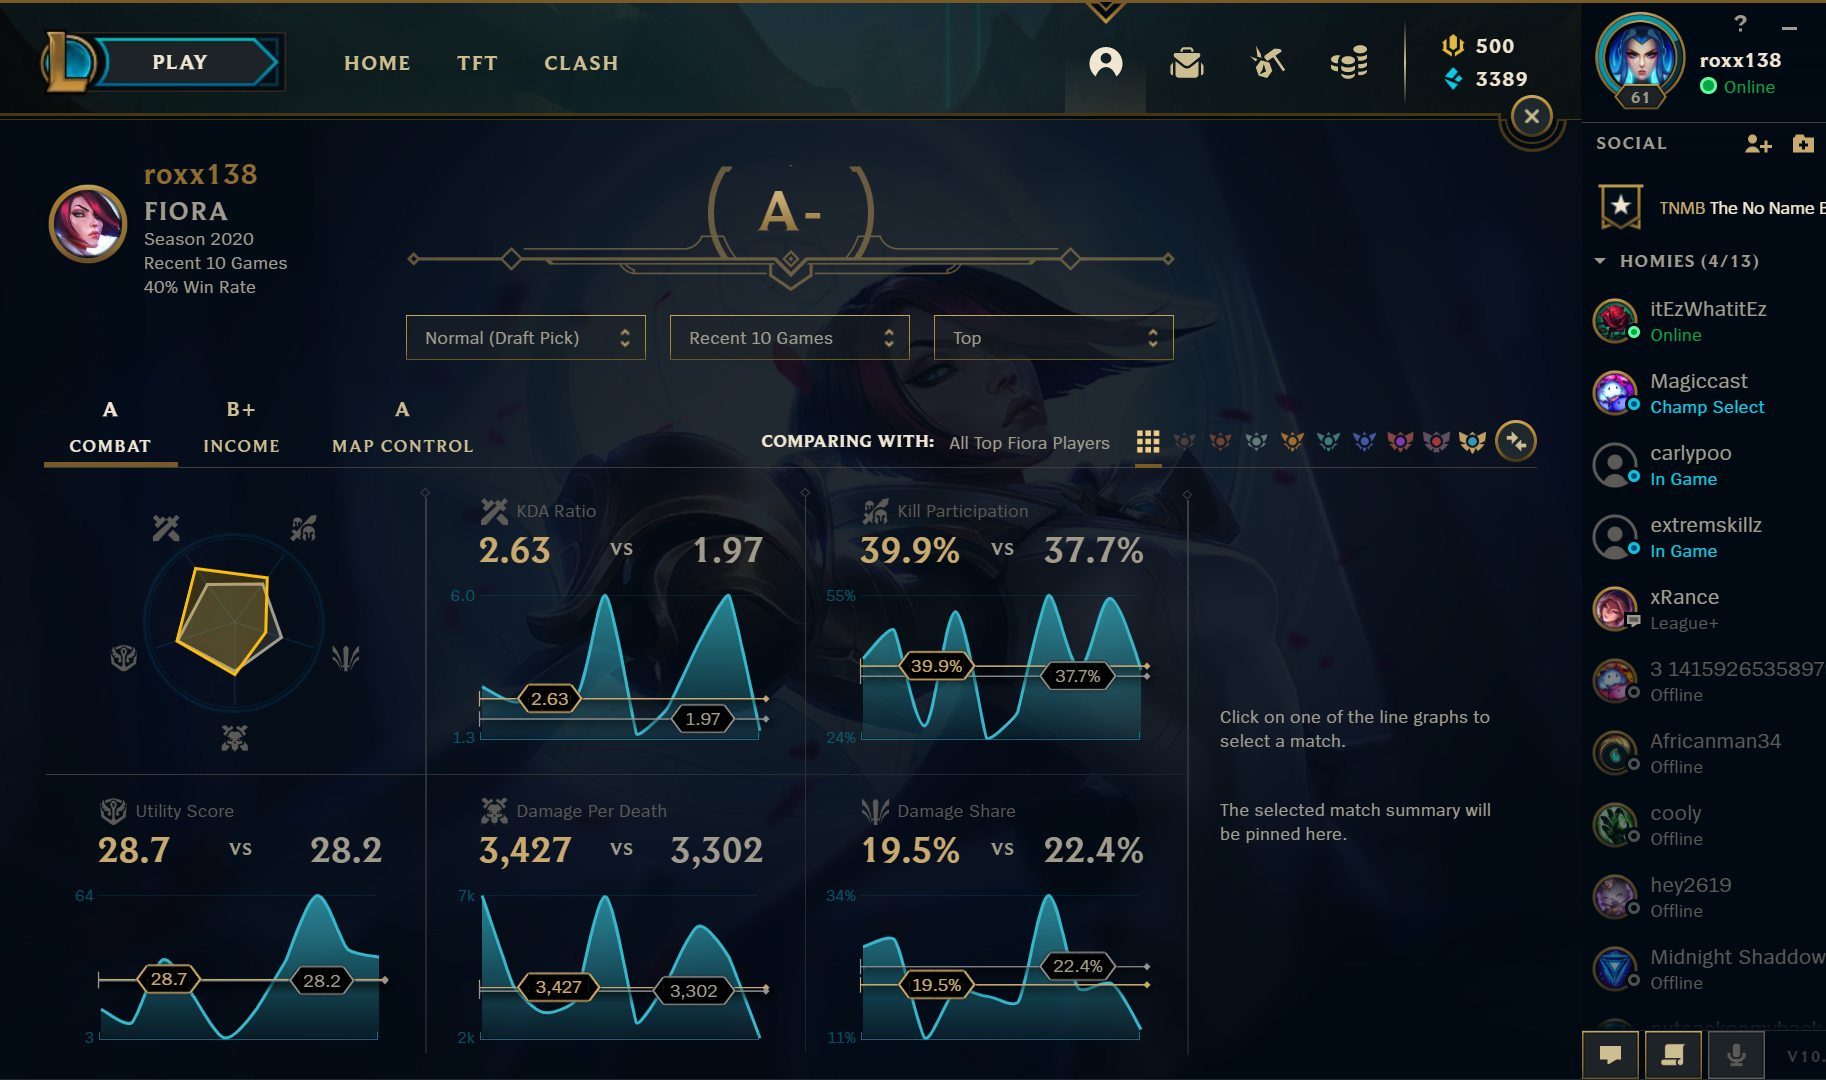 PLAY
HOME
TFT
CLASH
500
3389
?
roxx138
Online
61
SOCIAL
TNMB The No Name B
HOMIES (4/13)
itEzWhatitEz
Online
Magiccast
Champ Select
carlypoo
In Game
extremskillz
In Game
xRance
League+
3 1415926535897
Offline
Africanman34
Offline
cooly
Offline
hey2619
Offline
Midnight Shaddow
Offline
V10.
roxx138
FIORA
Season 2020
Recent 10 Games
40% Win Rate
A-
Normal (Draft Pick)
Recent 10 Games
Top
A
COMBAT
B+
INCOME
A
MAP CONTROL
COMPARING WITH: All Top Fiora Players
KDA Ratio
2.63 VS 1.97
6.0
2.63
1.97
1.3
Kill Participation
39.9% VS 37.7%
55%
39.9%
37.7%
24%
Click on one of the line graphs to
select a match.
The selected match summary will
be pinned here.
Utility Score
28.7 VS 28.2
64
28.7
28.2
3
Damage Per Death
3,427 VS 3,302
7k
3,427
3,302
2k
Damage Share
19.5% VS 22.4%
34%
22.4%
19.5%
11%